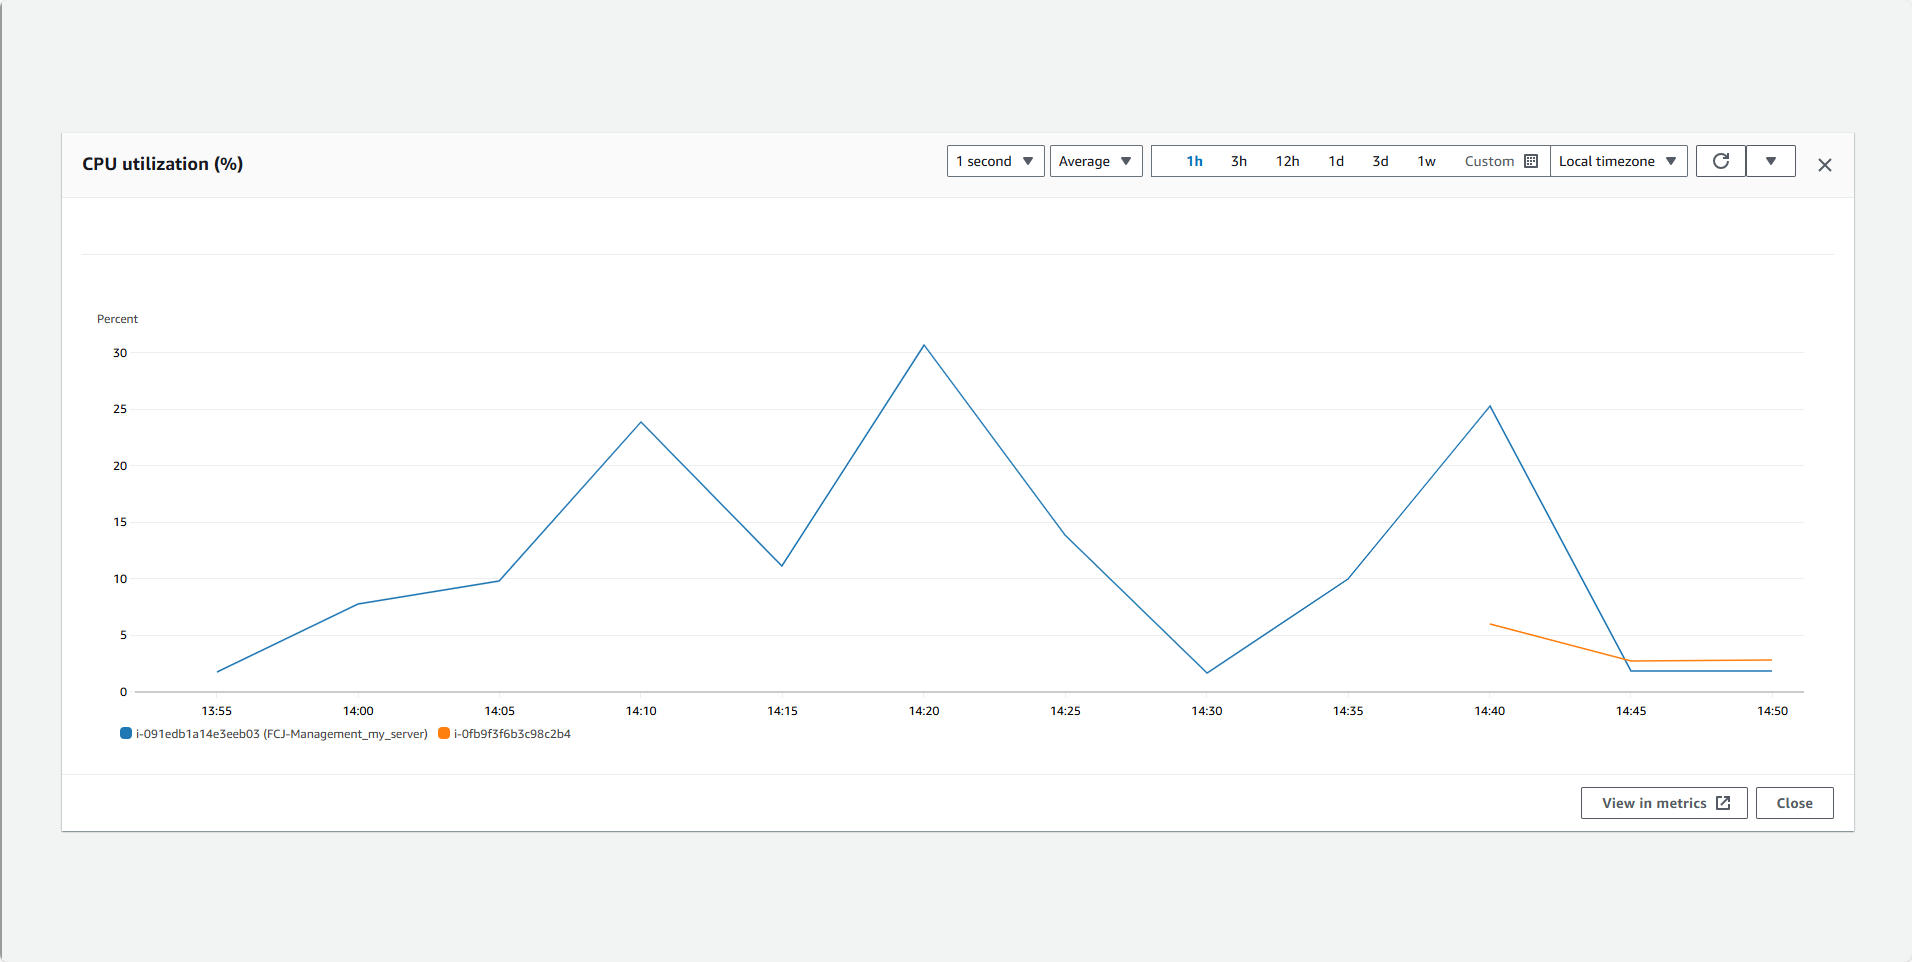 CPU utilization (%)
1 second Average 1h 3h 12h 1d 3d 1w Custom Local timezone
Percent
30
25
20
15
10
5
0
13:55 14:00 14:05 14:10 14:15 14:20 14:25 14:30 14:35 14:40 14:45 14:50
i-091edb1a14e3eeb03 (FCJ-Management_my_server) i-0fb9f3f6b3c98c2b4
View in metrics Close